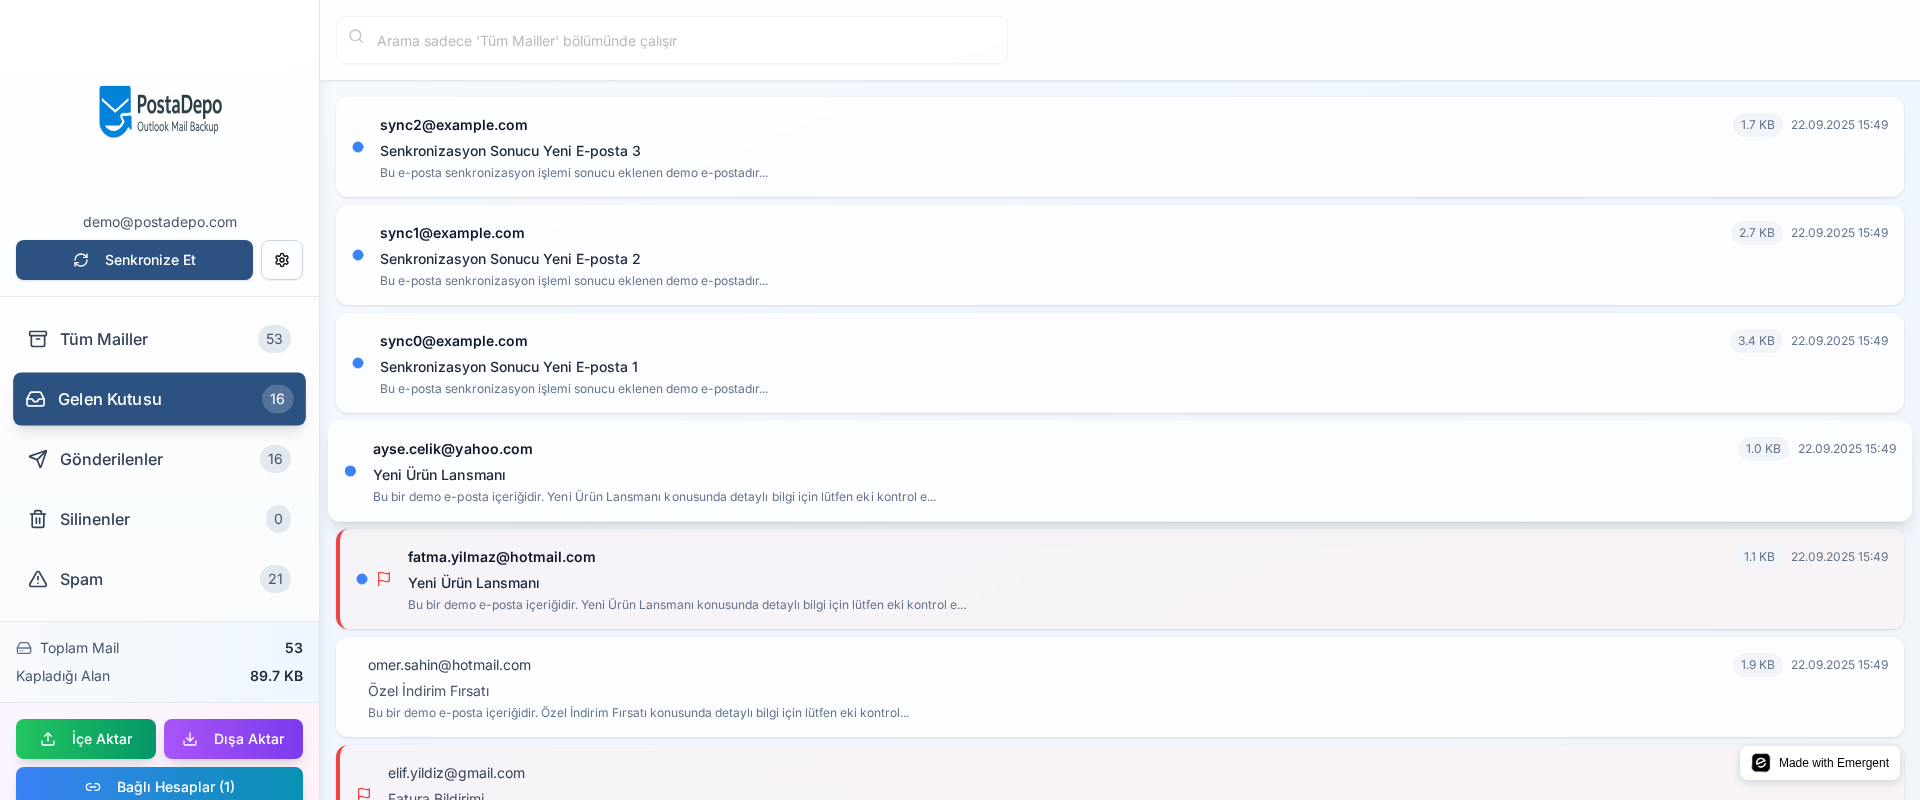 PostaDepo
Outlook Mail Backup
demo@postadepo.com
Senkronize Et
Tüm Mailler 53
Gelen Kutusu 16
Gönderilenler 16
Silinenler 0
Spam 21
Toplam Mail 53
Kapladığı Alan 89.7 KB
İçe Aktar Dışa Aktar
Bağlı Hesaplar (1)
Arama sadece 'Tüm Mailler' bölümünde çalışır
sync2@example.com 1.7 KB 22.09.2025 15:49
Senkronizasyon Sonucu Yeni E-posta 3
Bu e-posta senkronizasyon işlemi sonucu eklenen demo e-postadır...
sync1@example.com 2.7 KB 22.09.2025 15:49
Senkronizasyon Sonucu Yeni E-posta 2
Bu e-posta senkronizasyon işlemi sonucu eklenen demo e-postadır...
sync0@example.com 3.4 KB 22.09.2025 15:49
Senkronizasyon Sonucu Yeni E-posta 1
Bu e-posta senkronizasyon işlemi sonucu eklenen demo e-postadır...
ayse.celik@yahoo.com 1.0 KB 22.09.2025 15:49
Yeni Ürün Lansmanı
Bu bir demo e-posta içeriğidir. Yeni Ürün Lansmanı konusunda detaylı bilgi için lütfen eki kontrol e...
fatma.yilmaz@hotmail.com 1.1 KB 22.09.2025 15:49
Yeni Ürün Lansmanı
Bu bir demo e-posta içeriğidir. Yeni Ürün Lansmanı konusunda detaylı bilgi için lütfen eki kontrol e...
omer.sahin@hotmail.com 1.9 KB 22.09.2025 15:49
Özel İndirim Fırsatı
Bu bir demo e-posta içeriğidir. Özel İndirim Fırsatı konusunda detaylı bilgi için lütfen eki kontrol...
elif.yildiz@gmail.com
Fatura Bildirimi
Made with Emergent